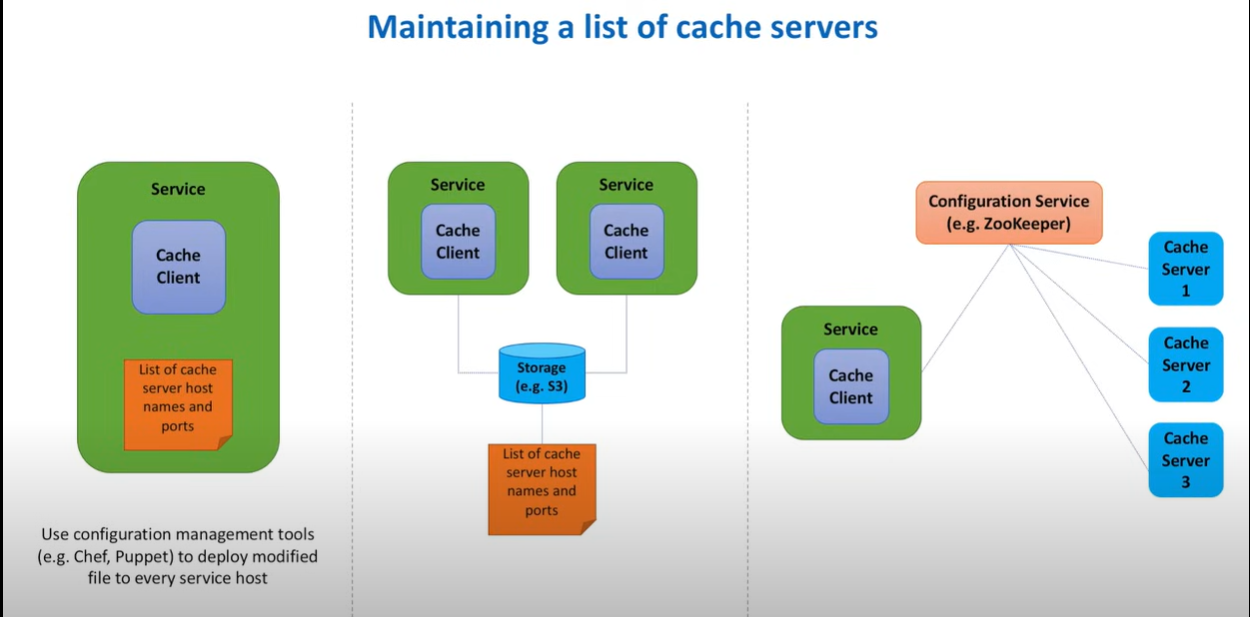 Maintaining a list of cache servers
Service
Cache
Client
List of cache
server host
names and
ports
Use configuration management tools
(e.g. Chef, Puppet) to deploy modified
file to every service host
Service
Cache
Client
Service
Cache
Client
Storage
(e.g. S3)
List of cache
server host
names and
ports
Configuration Service
(e.g. ZooKeeper)
Service
Cache
Client
Cache
Server
1
Cache
Server
2
Cache
Server
3